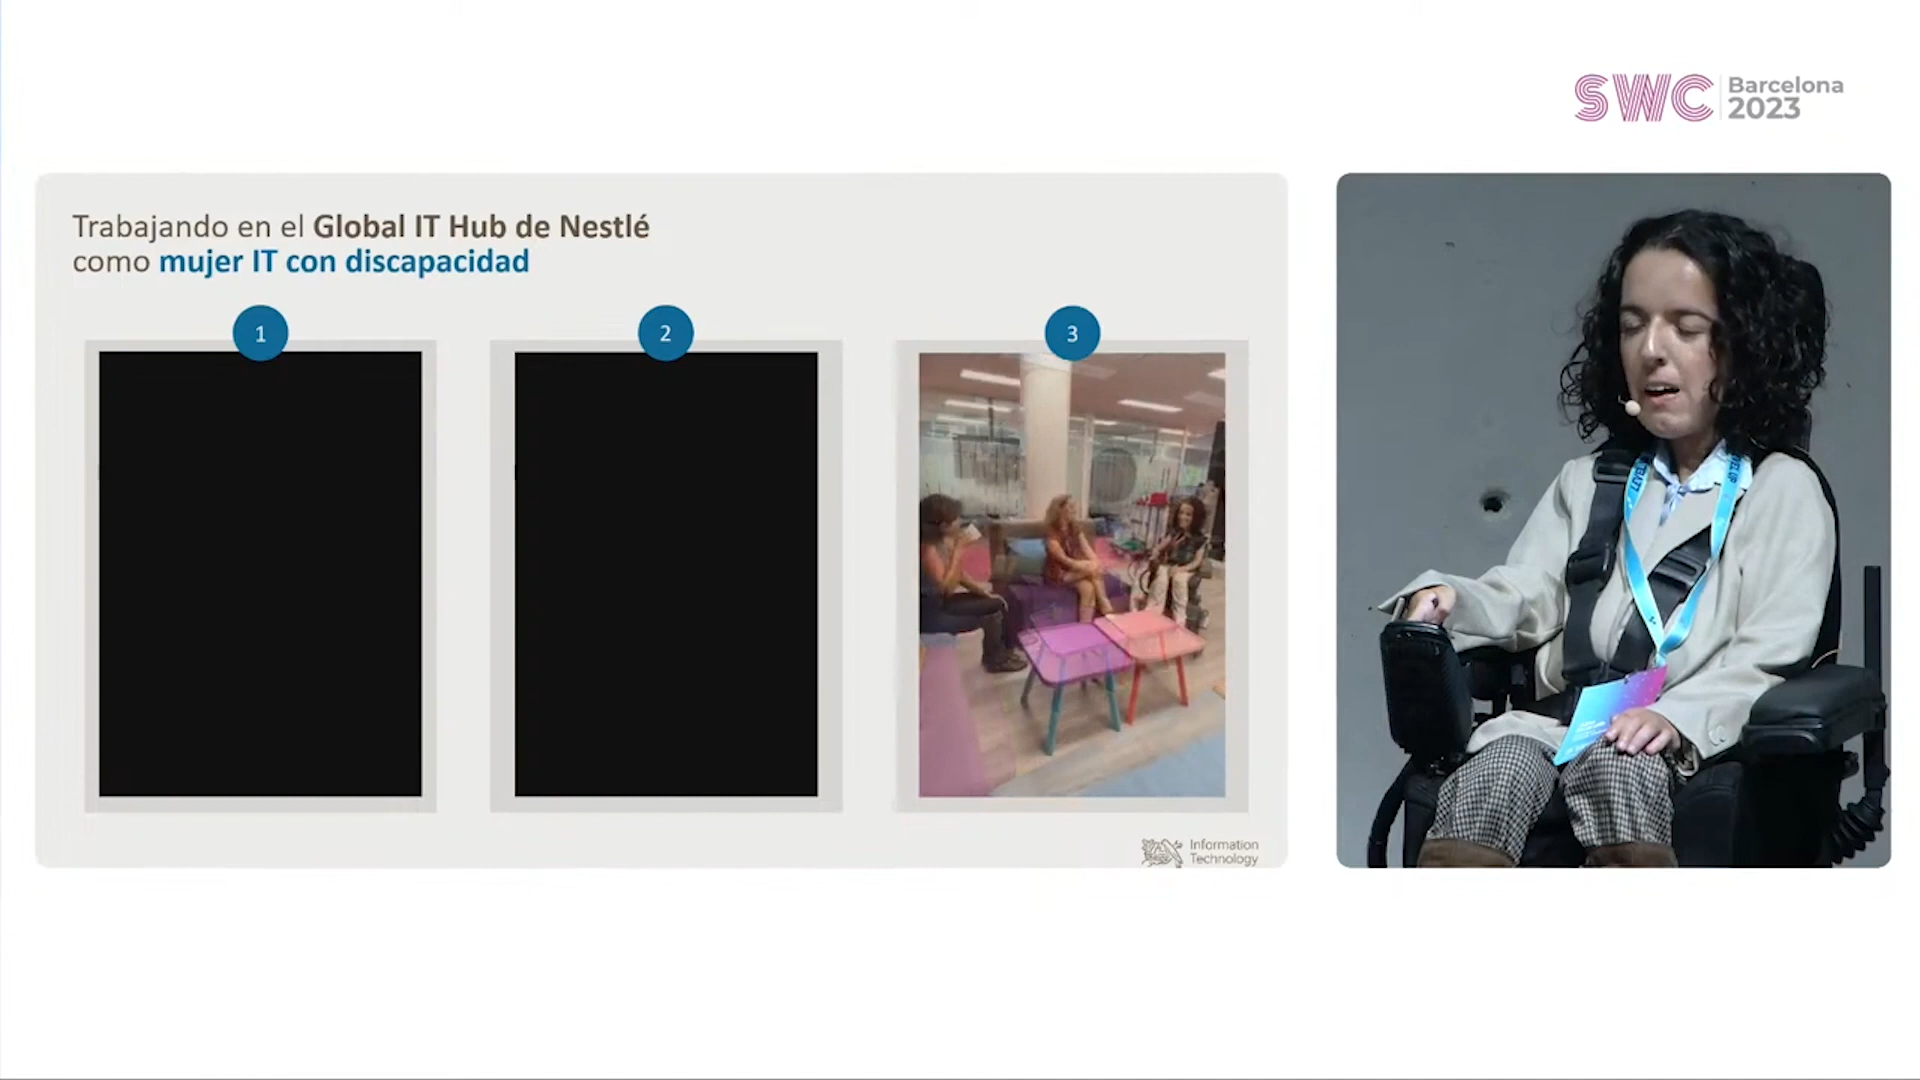 SWC
Barcelona
2023
Trabajando en el Global IT Hub de Nestlé
como mujer IT con discapacidad
1
2
3
Information
Technology